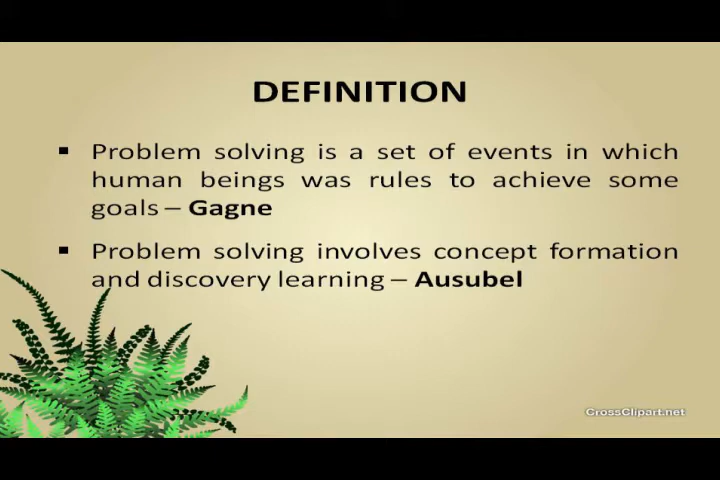 DEFINITION
▪ Problem solving is a set of events in which
human beings was rules to achieve some
goals – Gagne
▪ Problem solving involves concept formation
and discovery learning – Ausubel
CrossClipart.net